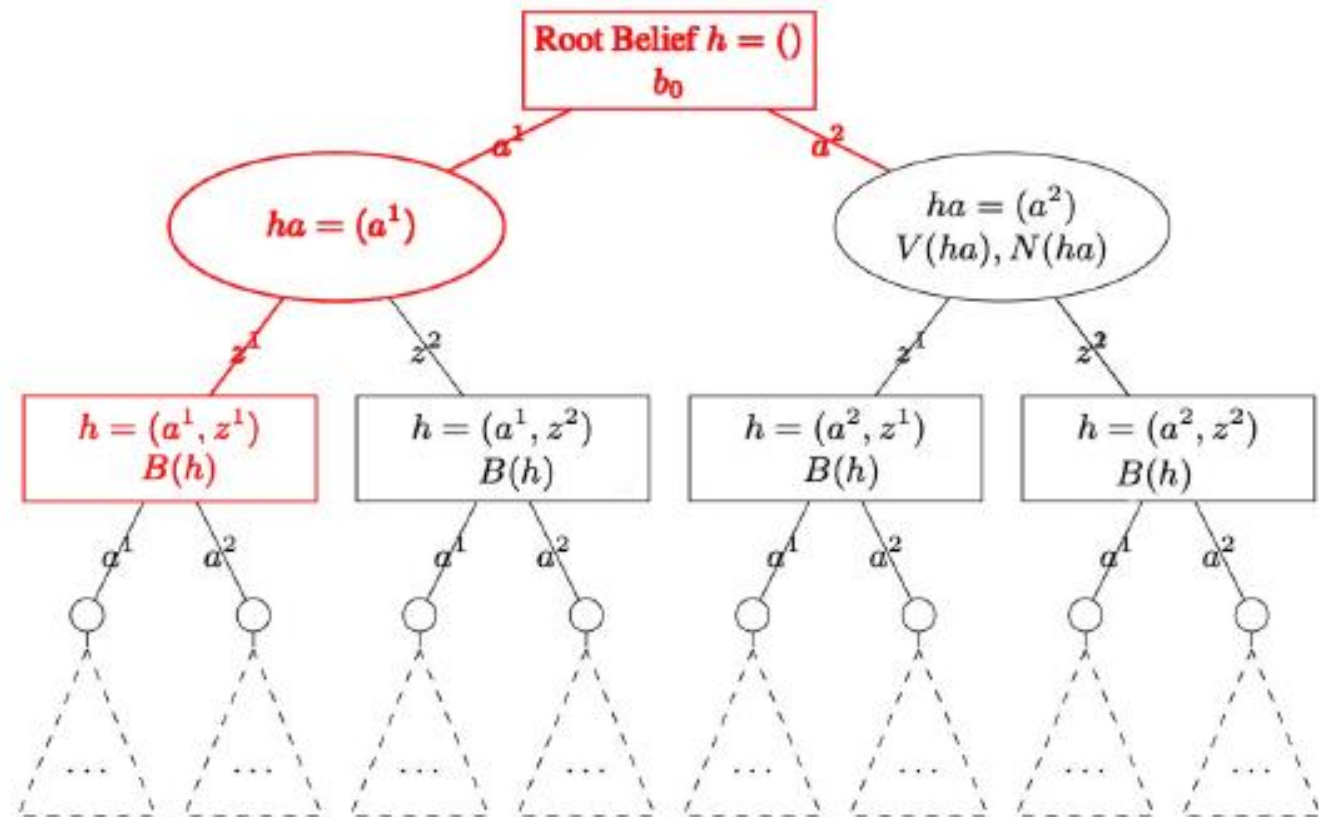 Root Belief h = ()
b₀
a¹ a²
ha = (a¹)
ha = (a²)
V(ha), N(ha)
z¹ z² z¹ z²
h = (a¹, z¹)
B(h)
h = (a¹, z²)
B(h)
h = (a², z¹)
B(h)
h = (a², z²)
B(h)
a¹ a² a¹ a² a¹ a² a¹ a²
... ... ... ... ... ... ... ...